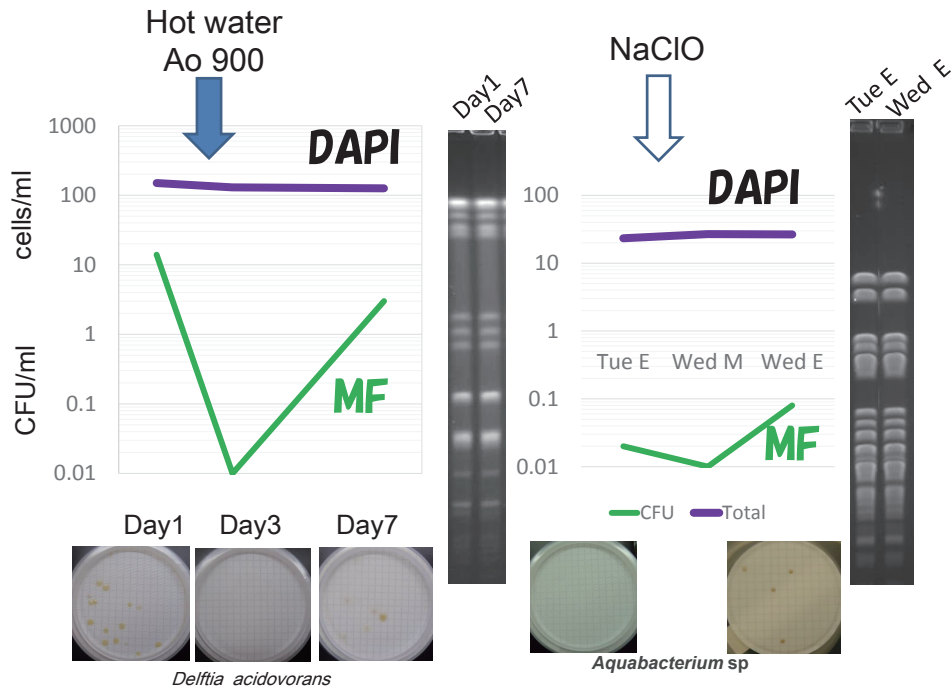 Hot water
Ao 900
DAPI
1000
100
10
1
0.1
0.01
cells/ml
CFU/ml
MF
Day1
Day7
Day1 Day3 Day7
Delftia acidovorans
NaClO
DAPI
100
10
1
0.1
0.01
Tue E Wed M Wed E
MF
CFU Total
Tue E
Wed E
Aquabacterium sp